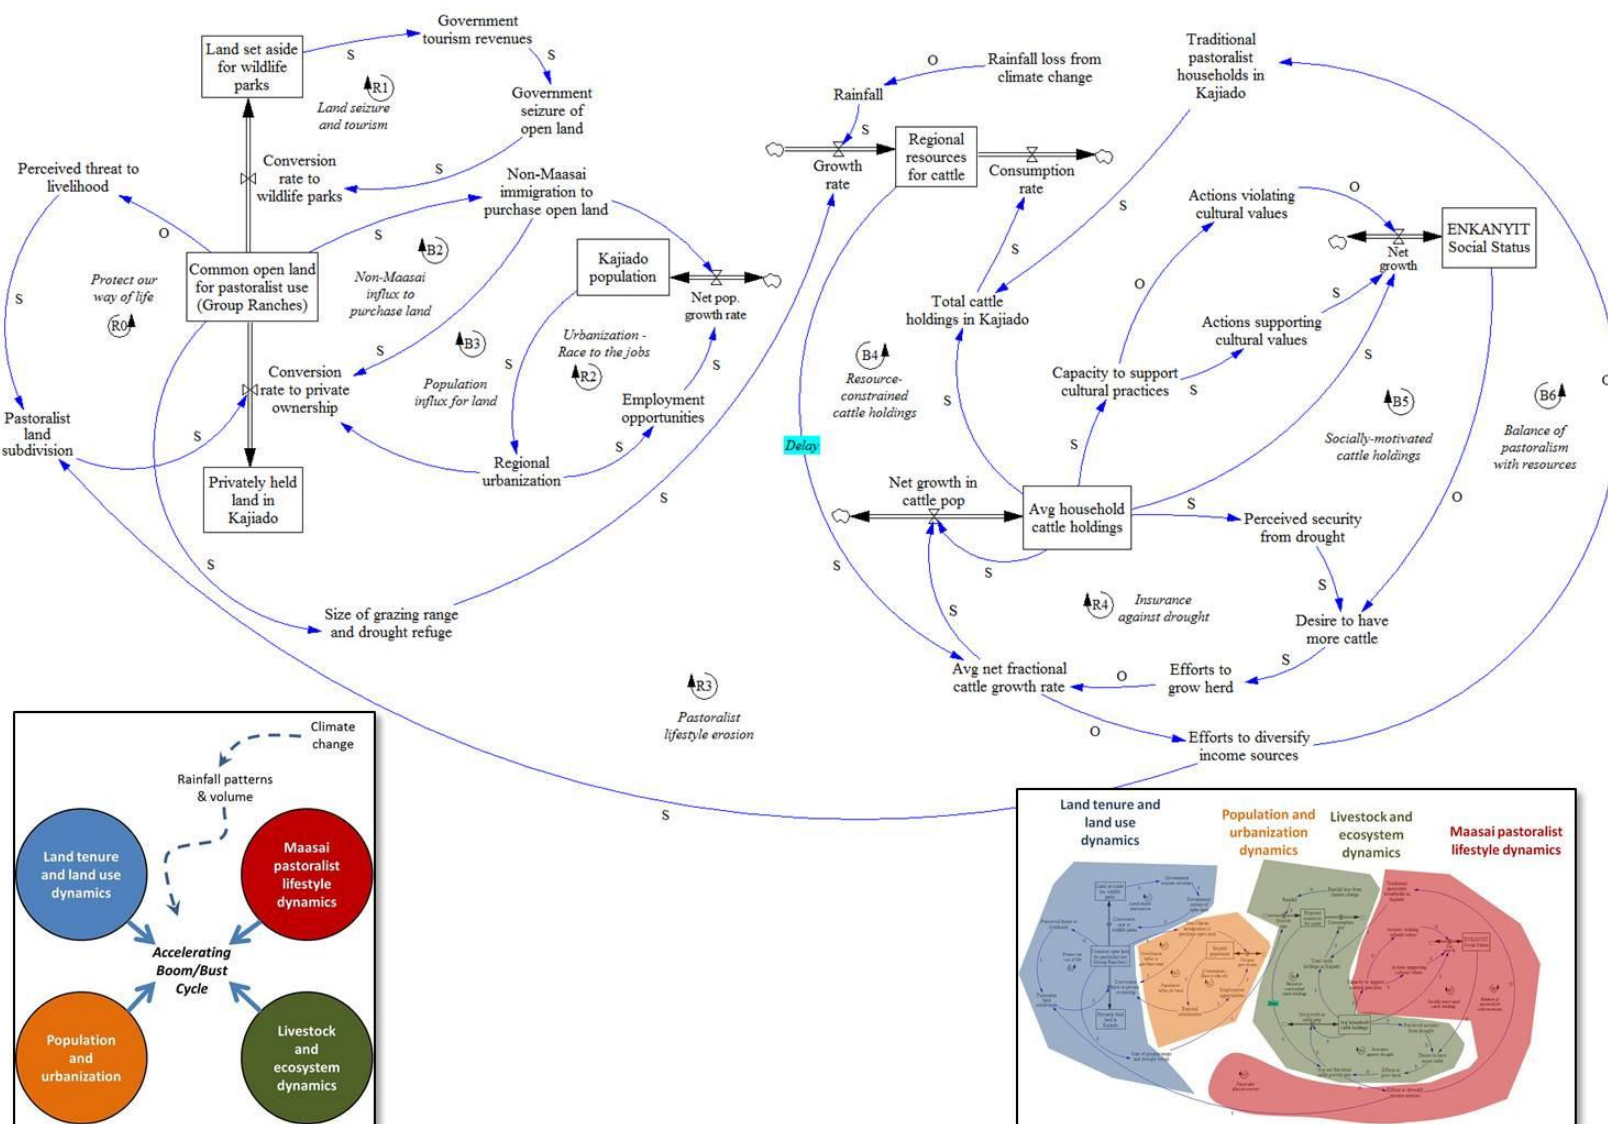 Government
tourism revenues
Land set aside
for wildlife
parks
S
S
R1
Land seizure
and tourism
Government
seizure of
open land
S
Conversion
rate to
wildlife parks
Perceived threat to
livelihood
O
S
Non-Maasai
immigration to
purchase open land
S
B2
Non-Maasai
influx to
purchase land
Protect our
way of life
R0
Common open land
for pastoralist use
(Group Ranches)
Kajiado
population
Net pop.
growth rate
S
B3
Population
influx for land
Urbanization -
Race to the jobs
R2
S
S
Conversion
rate to private
ownership
Employment
opportunities
Pastoralist
land
subdivision
S
S
Regional
urbanization
Privately held
land in
Kajiado
S
S
Size of grazing range
and drought refuge
Rainfall loss from
climate change
O
Rainfall
S
Growth
rate
Regional
resources
for cattle
Consumption
rate
Traditional
pastoral
households in
Kajiado
S
S
Total cattle
holdings in Kajiado
Actions violating
cultural values
O
O
Net
growth
ENKANYIT
Social Status
S
Actions supporting
cultural values
S
B4
Resource-
constrained
cattle holdings
Capacity to support
cultural practices
S
S
S
B5
Socially-motivated
cattle holdings
B6
Balance of
pastoralism
with resources
O
Delay
Net growth in
cattle pop
Avg household
cattle holdings
S
Perceived security
from drought
O
S
S
S
S
R4
Insurance
against drought
Desire to have
more cattle
S
Avg net fractional
cattle growth rate
O
Efforts to
grow herd
O
Efforts to diversify
income sources
R3
Pastoralist
lifestyle erosion
S
Climate
change
Rainfall patterns
& volume
Land tenure
and land use
dynamics
Maasai
pastoralist
lifestyle
dynamics
Accelerating
Boom/Bust
Cycle
Population
and
urbanization
Livestock
and
ecosystem
dynamics
Land tenure and
land use
dynamics
Population and
urbanization
dynamics
Livestock and
ecosystem
dynamics
Maasai pastoralist
lifestyle dynamics